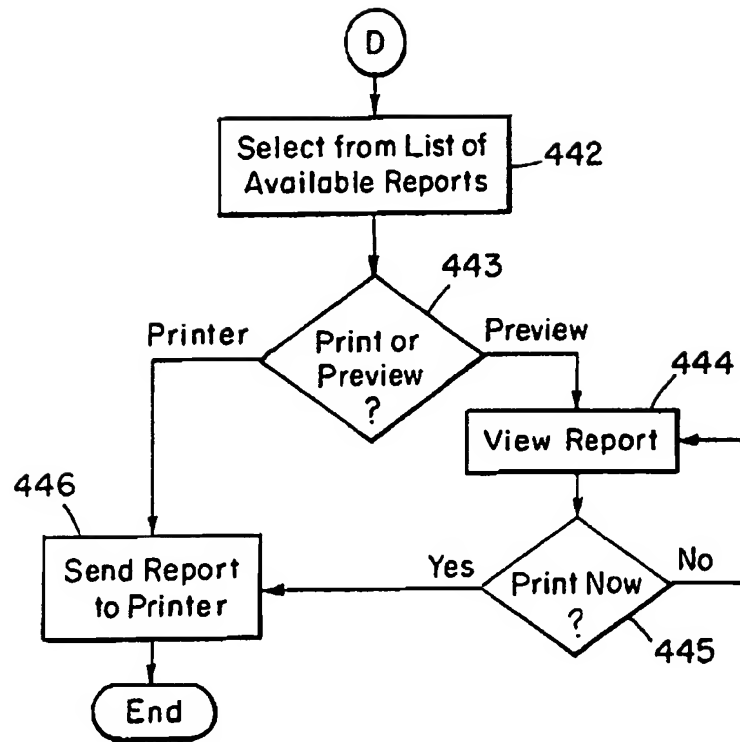 D
Select from List of
Available Reports
442
443
Printer
Print or
Preview
?
Preview
444
View Report
446
Send Report
to Printer
Yes
Print Now
?
No
445
End